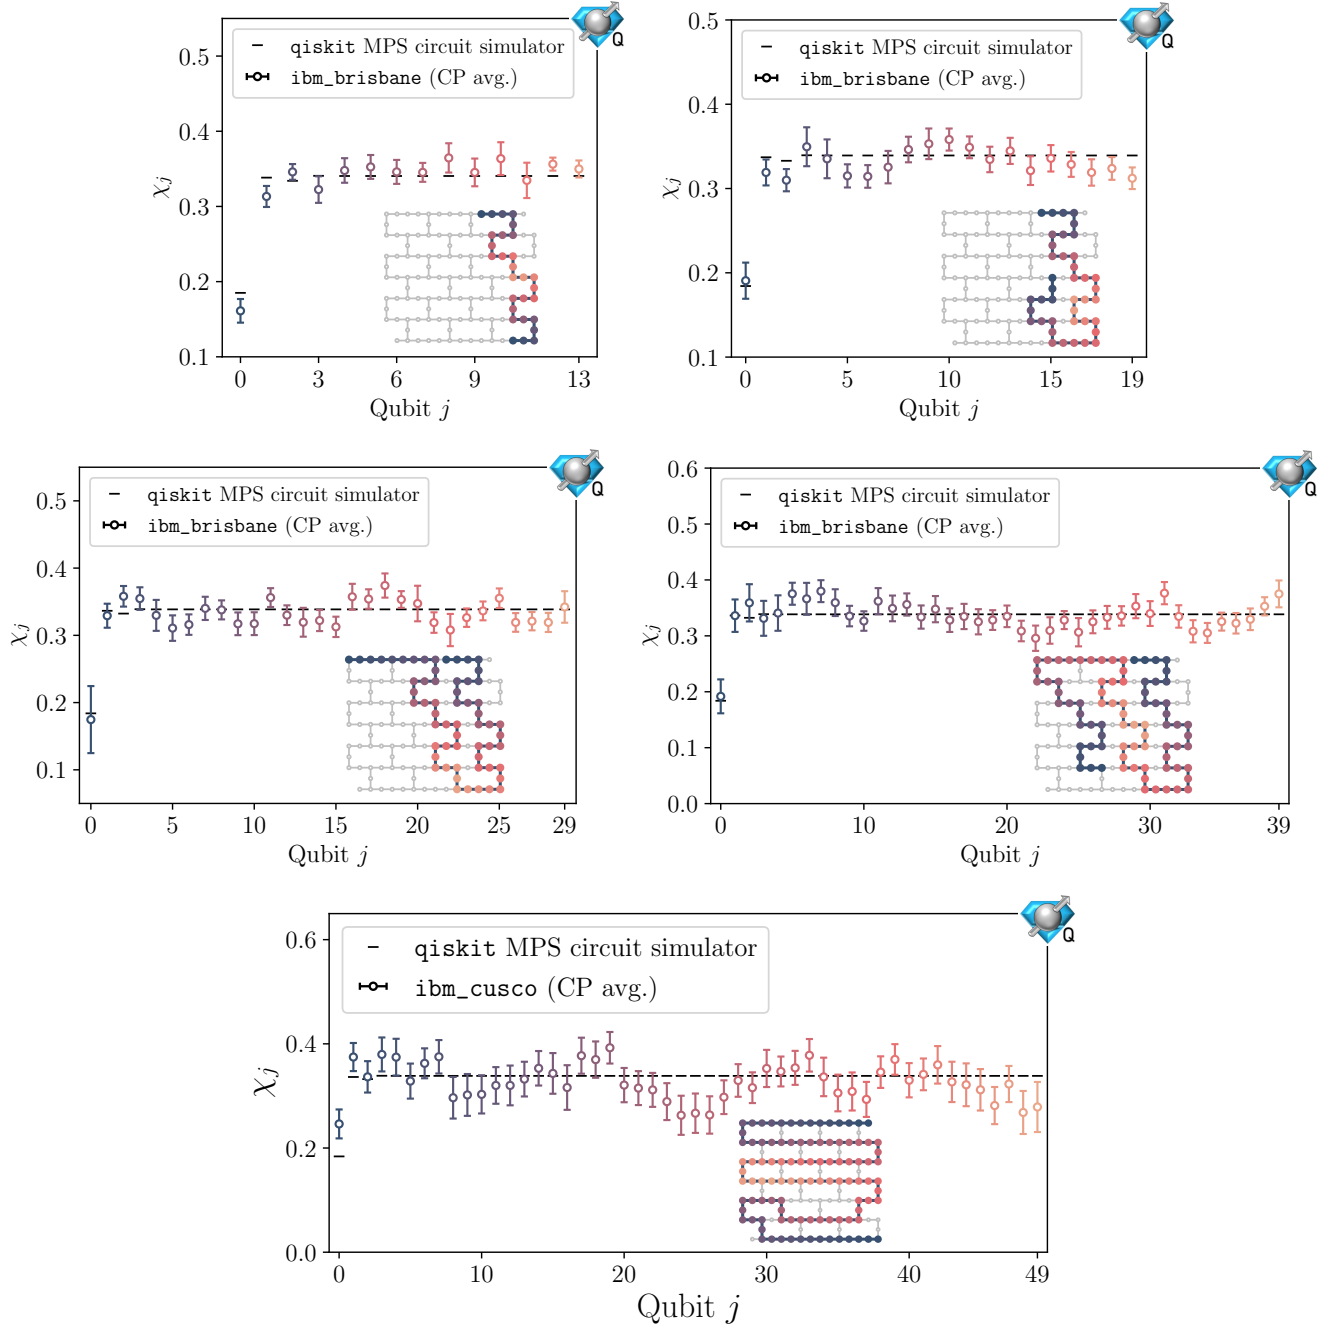 0.5
0.4
0.3
0.2
0.1
χj
qiskit MPS circuit simulator
ibm_brisbane (CP avg.)
Q
0 3 6 9 13
Qubit j
0.5
0.4
0.3
0.2
0.1
χj
qiskit MPS circuit simulator
ibm_brisbane (CP avg.)
Q
0 5 10 15 19
Qubit j
0.5
0.4
0.3
0.2
0.1
χj
qiskit MPS circuit simulator
ibm_brisbane (CP avg.)
Q
0 5 10 15 20 25 29
Qubit j
0.6
0.5
0.4
0.3
0.2
0.1
0.0
χj
qiskit MPS circuit simulator
ibm_brisbane (CP avg.)
Q
0 10 20 30 39
Qubit j
0.6
0.4
0.2
0.0
χj
qiskit MPS circuit simulator
ibm_cusco (CP avg.)
Q
0 10 20 30 40 49
Qubit j